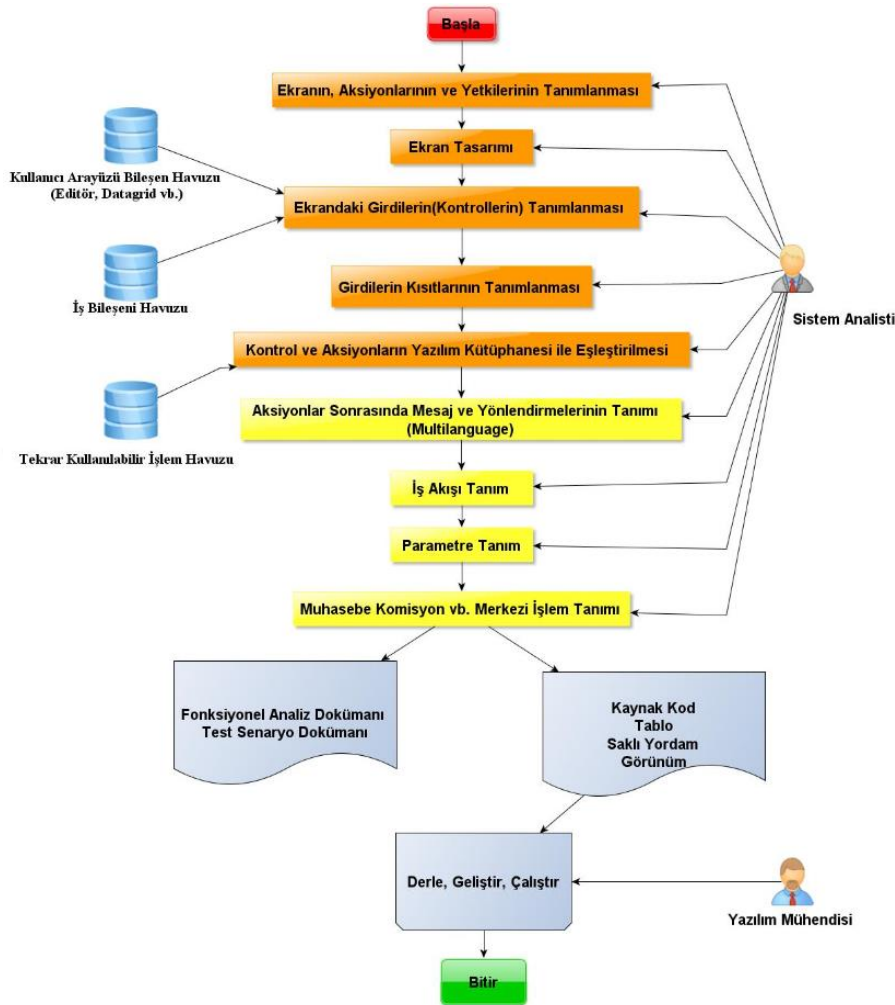 Başla
Ekranın, Aksiyonlarının ve Yetkilerinin Tanımlanması
Ekran Tasarımı
Kullanıcı Arayüzü Bileşen Havuzu
(Editör, Datagrid vb.)
Ekrandaki Girdilerin(Kontrollerin) Tanımlanması
Girdilerin Kısıtlarının Tanımlanması
İş Bileşeni Havuzu
Sistem Analisti
Kontrol ve Aksiyonların Yazılım Kütüphanesi ile Eşleştirilmesi
Aksiyonlar Sonrasında Mesaj ve Yönlendirmelerinin Tanımı
(Multilanguage)
Tekrar Kullanılabilir İşlem Havuzu
İş Akışı Tanım
Parametre Tanım
Muhasebe Komisyon vb. Merkezi İşlem Tanımı
Fonksiyonel Analiz Dokümanı
Test Senaryo Dokümanı
Kaynak Kod
Tablo
Saklı Yordam
Görünüm
Derle, Geliştir, Çalıştır
Yazılım Mühendisi
Bitir